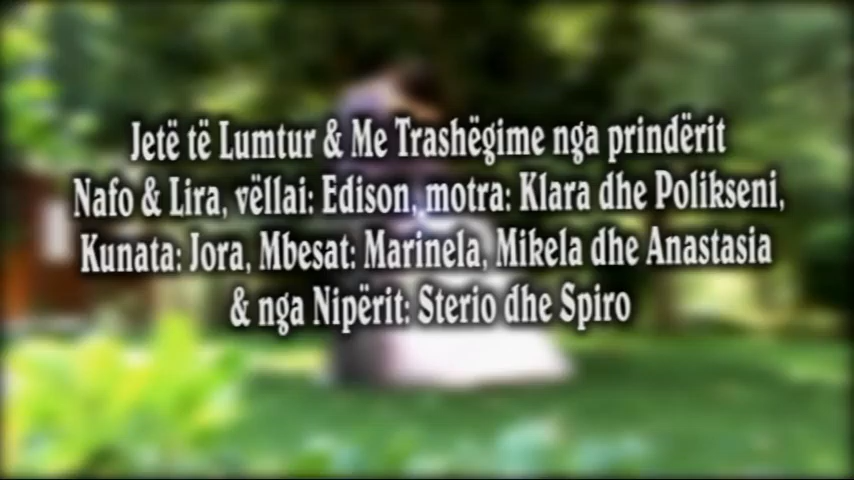 Jetë të Lumtur & Me Trashëgime nga prindërit
Nafo & Lira, vëllai: Edison, motra: Klara dhe Polikseni,
Kunata: Jora, Mbesat: Marinela, Mikela dhe Anastasia
& nga Nipërit: Sterio dhe Spiro